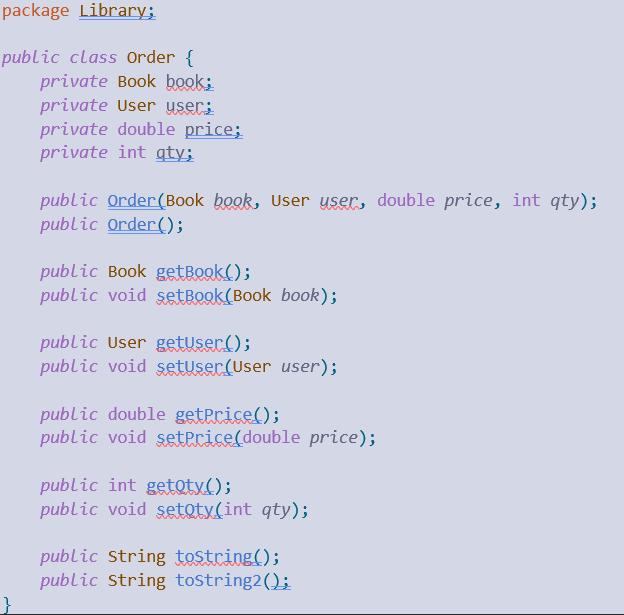 package Library;
public class Order {
private Book book;
private User user;
private double price;
private int qty;
public Order(Book book, User user, double price, int qty);
public Order();
public Book getBook();
public void setBook(Book book);
public User getUser();
public void setUser(User user);
public double getPrice();
public void setPrice(double price);
public int getQty();
public void setQty(int qty);
public String toString();
public String toString2();
}